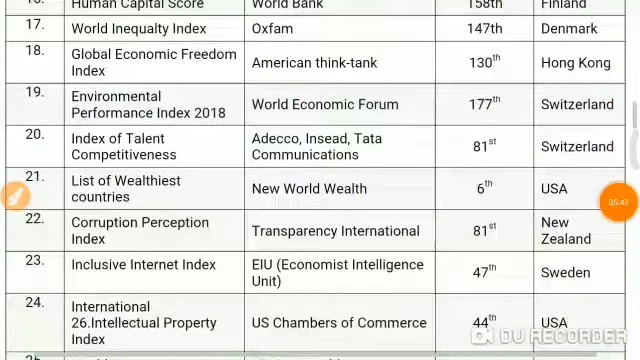 16. Human Capital Score World Bank 158th Finland
17. World Inequality Index Oxfam 147th Denmark
18. Global Economic Freedom Index American think-tank 130th Hong Kong
19. Environmental Performance Index 2018 World Economic Forum 177th Switzerland
20. Index of Talent Competitiveness Adecco, Insead, Tata Communications 81st Switzerland
21. List of Wealthiest countries New World Wealth 6th USA
22. Corruption Perception Index Transparency International 81st New Zealand
23. Inclusive Internet Index EIU (Economist Intelligence Unit) 47th Sweden
24. International 26.Intellectual Property Index US Chambers of Commerce 44th USA
05:47
DU RECORDER